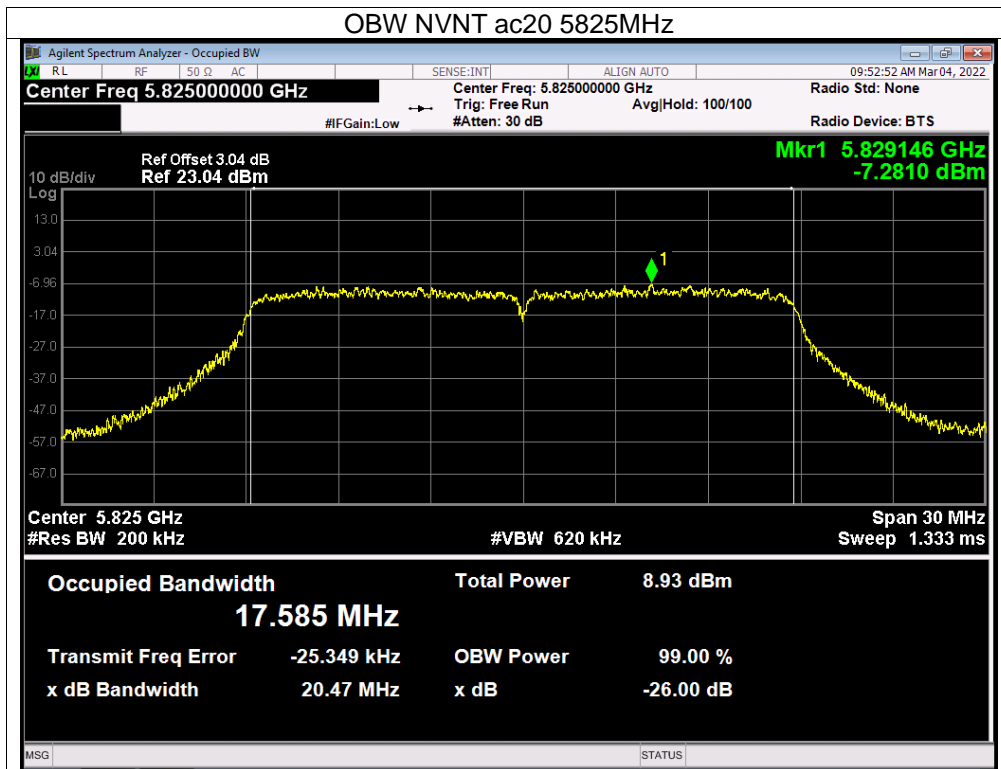 OBW NVNT ac20 5825MHz
Agilent Spectrum Analyzer - Occupied BW
LXI RL RF 50 Ω AC SENSE:INT ALIGN AUTO 09:52:52 AM Mar 04, 2022
Center Freq 5.825000000 GHz Center Freq: 5.825000000 GHz Radio Std: None
Trig: Free Run Avg|Hold: 100/100
#IFGain:Low #Atten: 30 dB Radio Device: BTS
Mkr1 5.829146 GHz
Ref Offset 3.04 dB
10 dB/div Ref 23.04 dBm -7.2810 dBm
Log
13.0
3.04
1
-6.96
-17.0
-27.0
-37.0
-47.0
-57.0
-67.0
Center 5.825 GHz Span 30 MHz
#Res BW 200 kHz #VBW 620 kHz Sweep 1.333 ms
Occupied Bandwidth Total Power 8.93 dBm
17.585 MHz
Transmit Freq Error -25.349 kHz OBW Power 99.00 %
x dB Bandwidth 20.47 MHz x dB -26.00 dB
MSG STATUS